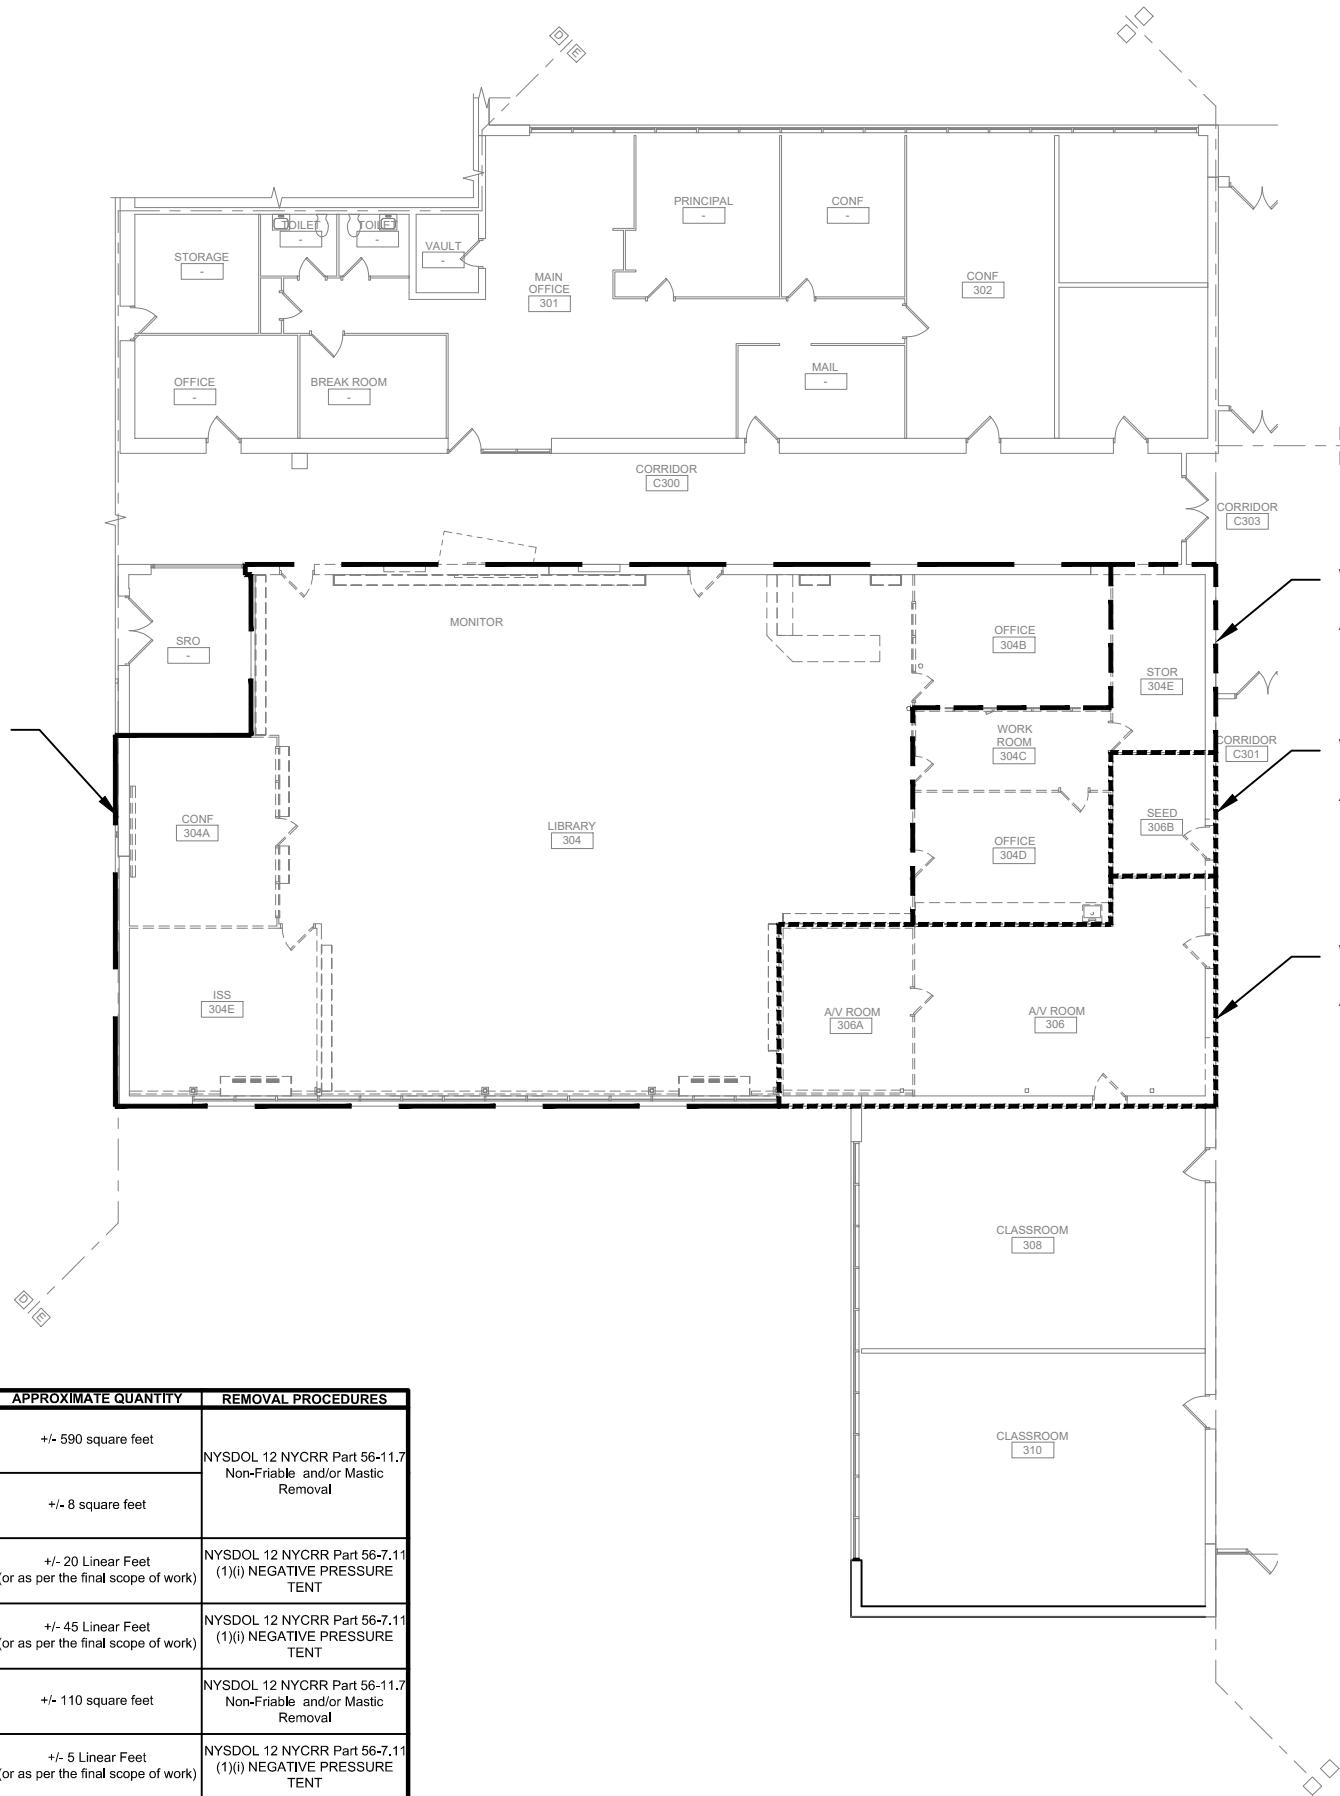 D E
PRINCIPAL
-
CONF
-
TOILET
-
TOILET
-
VAULT
-
STORAGE
-
MAIN
OFFICE
301
CONF
302
OFFICE
-
BREAK ROOM
-
MAIL
-
CORRIDOR
C300
CORRIDOR
C303
SRO
-
MONITOR
OFFICE
304B
STOR
304E
WORK
ROOM
304C
CORRIDOR
C301
CONF
304A
LIBRARY
304
SEED
306B
OFFICE
304D
ISS
304E
A/V ROOM
306A
A/V ROOM
306
CLASSROOM
308
D E
CLASSROOM
310
APPROXIMATE QUANTITY REMOVAL PROCEDURES
+/- 590 square feet
NYSDOL 12 NYCRR Part 56-11.7
Non-Friable and/or Mastic
Removal
+/- 8 square feet
+/- 20 Linear Feet
(or as per the final scope of work)
NYSDOL 12 NYCRR Part 56-7.11
(1)(i) NEGATIVE PRESSURE
TENT
+/- 45 Linear Feet
(or as per the final scope of work)
NYSDOL 12 NYCRR Part 56-7.11
(1)(i) NEGATIVE PRESSURE
TENT
+/- 110 square feet
NYSDOL 12 NYCRR Part 56-11.7
Non-Friable and/or Mastic
Removal
+/- 5 Linear Feet
(or as per the final scope of work)
NYSDOL 12 NYCRR Part 56-7.11
(1)(i) NEGATIVE PRESSURE
TENT